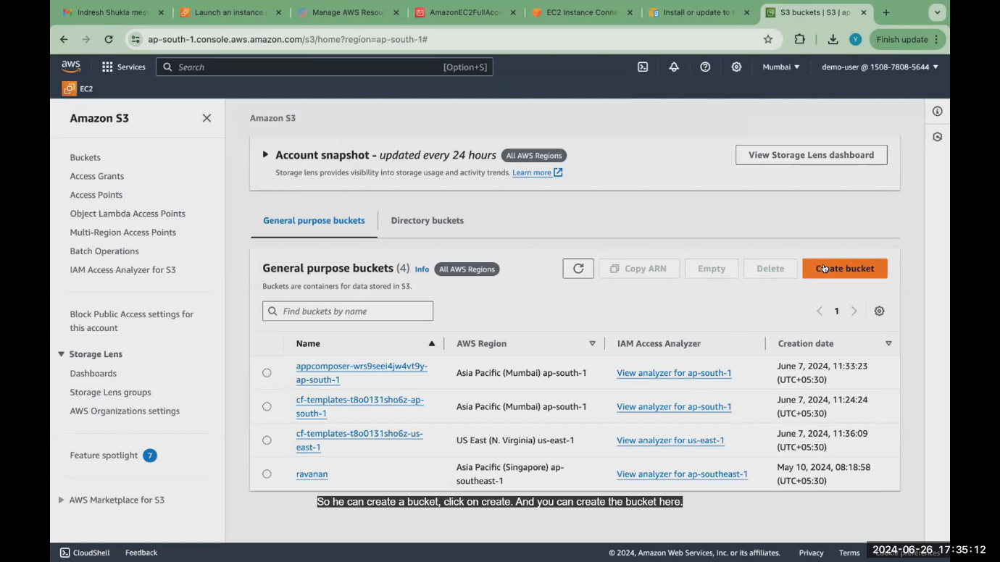 Indresh Shukla mes
Launch an instance
Manage AWS Resou
AmazonEC2FullAcc
EC2 Instance Conne
Install or update to
S3 buckets | S3 | ap
ap-south-1.console.aws.amazon.com/s3/home?region=ap-south-1#
Y
Finish update
aws
Services
Search
[Option+S]
Mumbai
demo-user @ 1508-7808-5644
EC2
Amazon S3
Buckets
Access Grants
Access Points
Object Lambda Access Points
Multi-Region Access Points
Batch Operations
IAM Access Analyzer for S3
Block Public Access settings for
this account
Storage Lens
Dashboards
Storage Lens groups
AWS Organizations settings
Feature spotlight 7
AWS Marketplace for S3
Amazon S3
Account snapshot - updated every 24 hours All AWS Regions
View Storage Lens dashboard
Storage lens provides visibility into storage usage and activity trends. Learn more
General purpose buckets
Directory buckets
General purpose buckets (4) Info All AWS Regions
Copy ARN
Empty
Delete
Create bucket
Buckets are containers for data stored in S3.
Find buckets by name
1
Name AWS Region IAM Access Analyzer Creation date
appcomposer-wrs9seei4jw4vt9y-
ap-south-1
Asia Pacific (Mumbai) ap-south-1
View analyzer for ap-south-1
June 7, 2024, 11:33:23
(UTC+05:30)
cf-templates-t8o0131sho6z-ap-
south-1
Asia Pacific (Mumbai) ap-south-1
View analyzer for ap-south-1
June 7, 2024, 11:24:24
(UTC+05:30)
cf-templates-t8o0131sho6z-us-
east-1
US East (N. Virginia) us-east-1
View analyzer for us-east-1
June 7, 2024, 11:36:09
(UTC+05:30)
ravanan
Asia Pacific (Singapore) ap-
southeast-1
View analyzer for ap-southeast-1
May 10, 2024, 08:18:58
(UTC+05:30)
So he can create a bucket, click on create. And you can create the bucket here.
CloudShell
Feedback
© 2024, Amazon Web Services, Inc. or its affiliates.
Privacy
Terms
Cookie preferences
2024-06-26 17:35:12